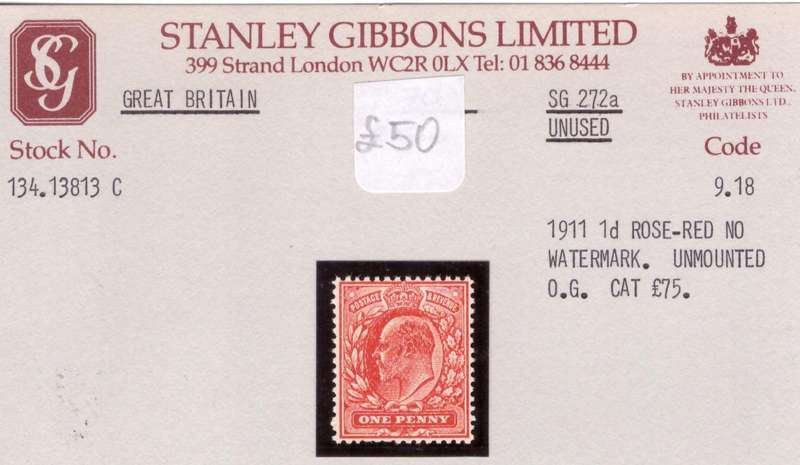 SG
STANLEY GIBBONS LIMITED
399 Strand London WC2R 0LX Tel: 01 836 8444
BY APPOINTMENT TO
HER MAJESTY THE QUEEN.
STANLEY GIBBONS LTD.,
PHILATELISTS
GREAT BRITAIN
£50
SG 272a
UNUSED
Stock No.
Code
134.13813 C
9.18
1911 1d ROSE-RED NO
WATERMARK. UNMOUNTED
O.G. CAT £75.
POSTAGE & REVENUE
ONE PENNY